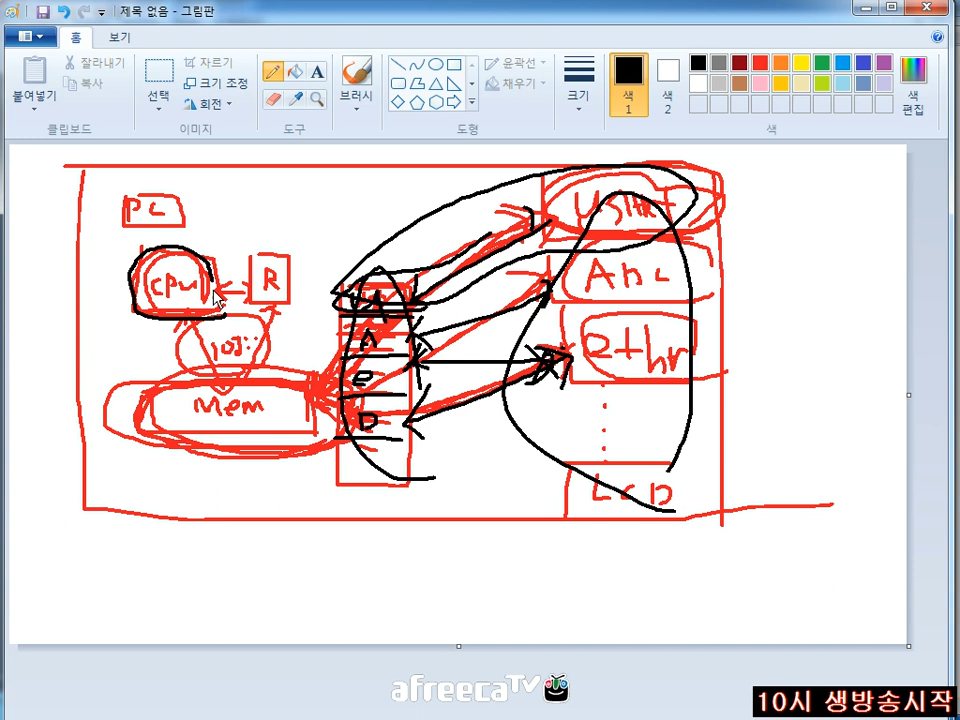 제목 없음 - 그림판
홈 보기
붙여넣기
잘라내기
복사
클립보드
선택
자르기
크기 조정
회전
이미지
A
도구
브러시
윤곽선
채우기
도형
크기
색 1
색 2
색 편집
색
PC
CPU
R
Mem
A
E
D
USART
Anc
LCD
afreecaTV
10시 생방송시작